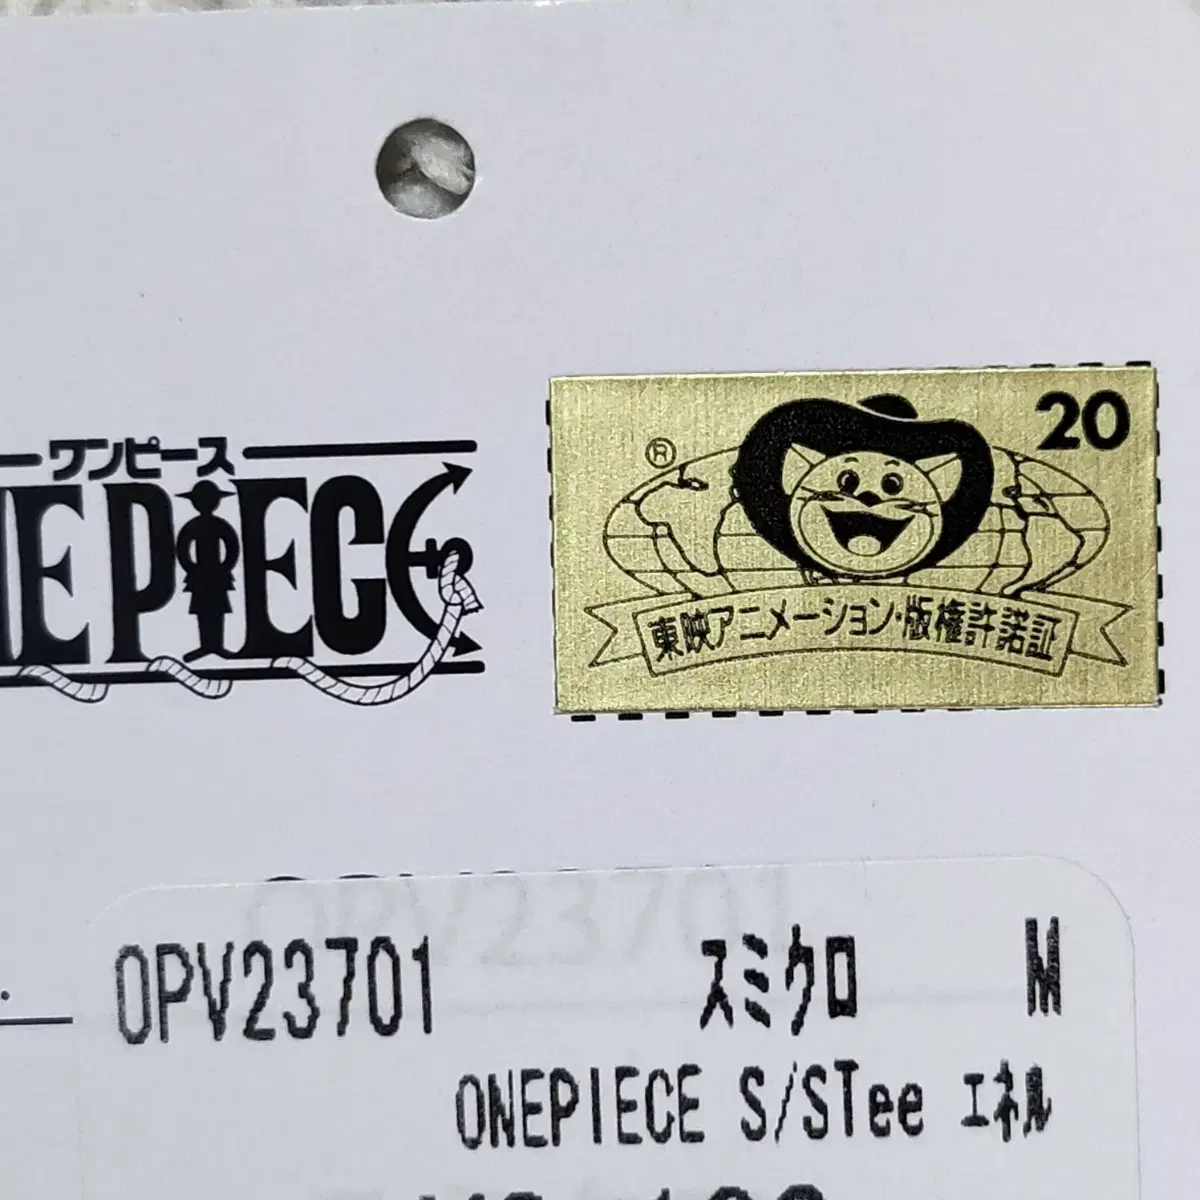 ワンピース
NE PIECE
® 20
東映アニメーション・版権許諾証
OPV23701 スミクロ M
ONEPIECE S/STee エネル